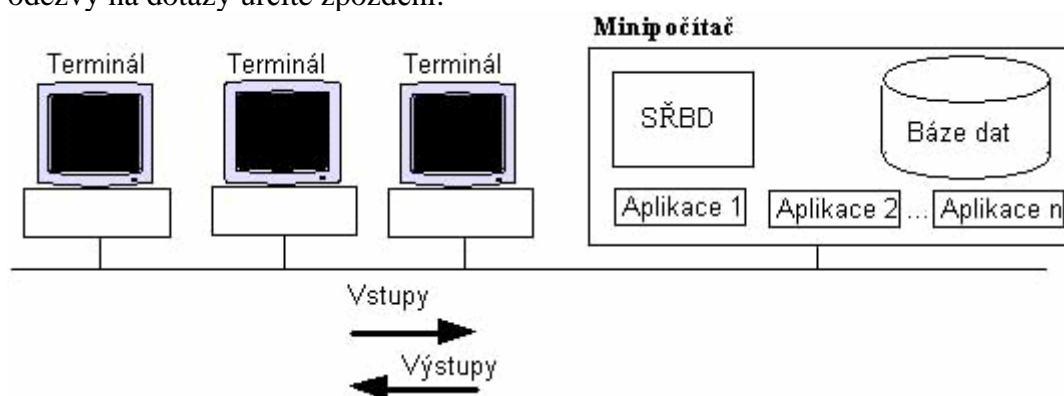 odezvy na dotazy určité zpoždění.
Minipočítač
Terminál Terminál Terminál
SŘBD
Báze dat
Aplikace 1 Aplikace 2 ... Aplikace n
Vstupy
Výstupy